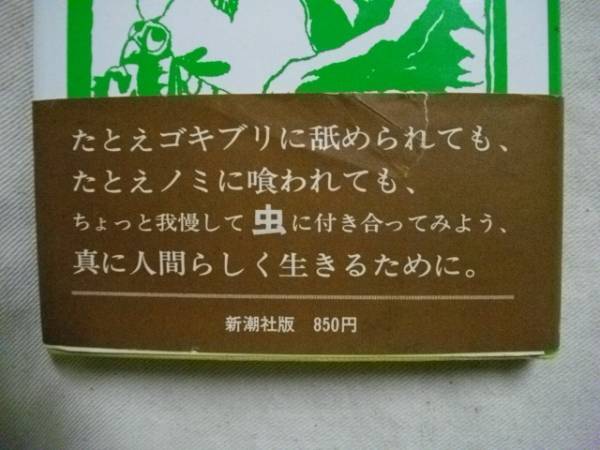 たとえゴキブリに舐められても、
たとえノミに喰われても、
ちょっと我慢して虫に付き合ってみよう、
真に人間らしく生きるために。
新潮社版 850円